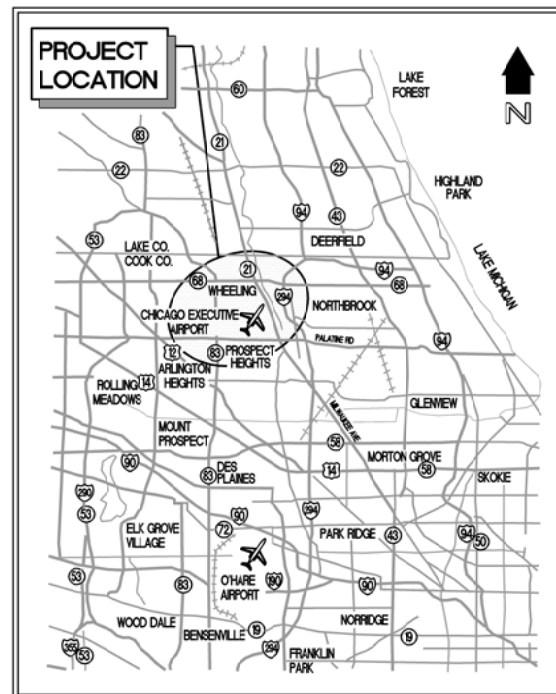 PROJECT
LOCATION
N
LAKE
FOREST
60
83
21
22
22
HIGHLAND
PARK
94
43
53
DEERFIELD
LAKE CO.
COOK CO.
LAKE MICHIGAN
21
94
68
68
WHEELING
294
NORTHBROOK
CHICAGO EXECUTIVE
AIRPORT
PALATINE RD
94
12
83
PROSPECT
HEIGHTS
ARLINGTON
HEIGHTS
14
ROLLING
MEADOWS
MILWAUKEE AVE
GLENVIEW
MOUNT
PROSPECT
58
90
MORTON GROVE
83
DES
PLAINES
14
58
SKOKIE
290
53
294
90
72
ELK GROVE
VILLAGE
PARK RIDGE
43
94
50
O'HARE
AIRPORT
53
83
190
90
WOOD DALE
NORRIDGE
BENSENVILLE
19
19
355
53
294
FRANKLIN
PARK